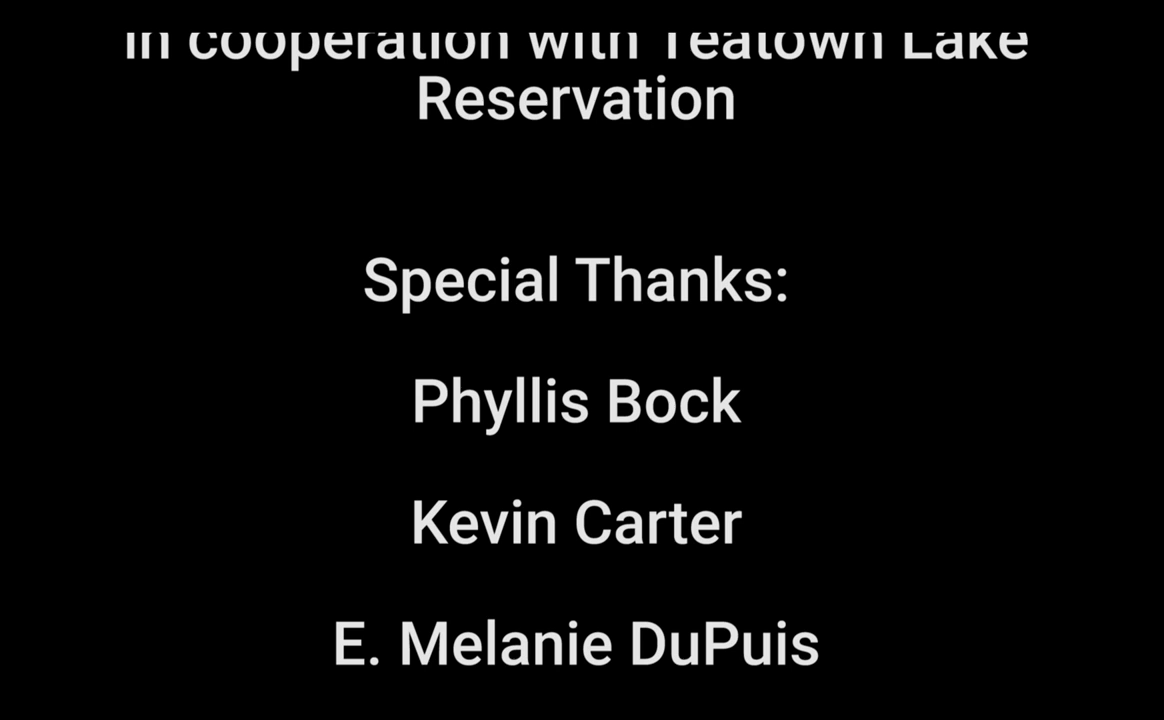 in cooperation with Teatown Lake
Reservation
Special Thanks:
Phyllis Bock
Kevin Carter
E. Melanie DuPuis